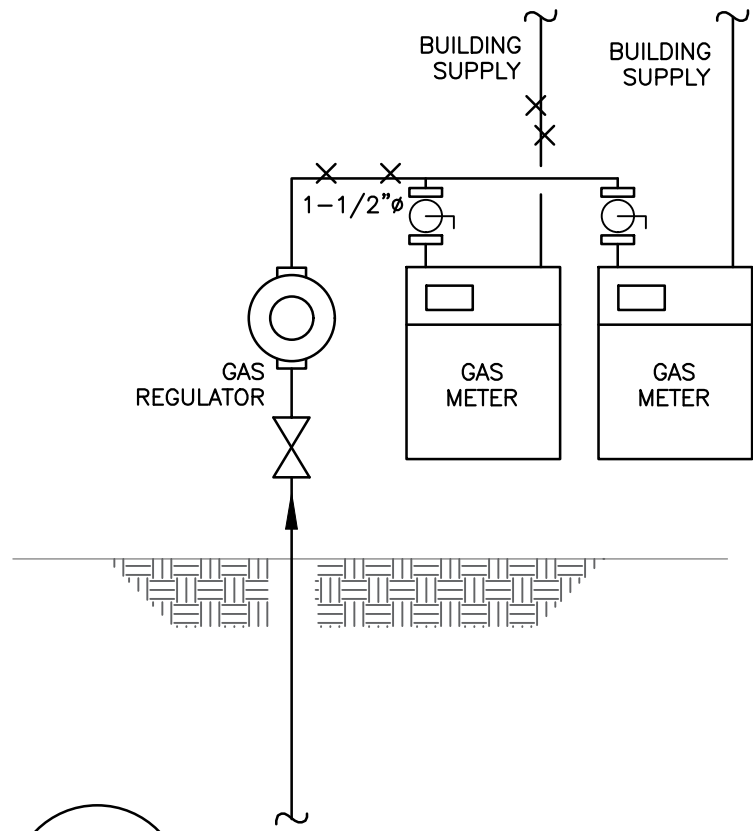 BUILDING
SUPPLY
BUILDING
SUPPLY
1-1/2"ø
GAS
REGULATOR
GAS
METER
GAS
METER